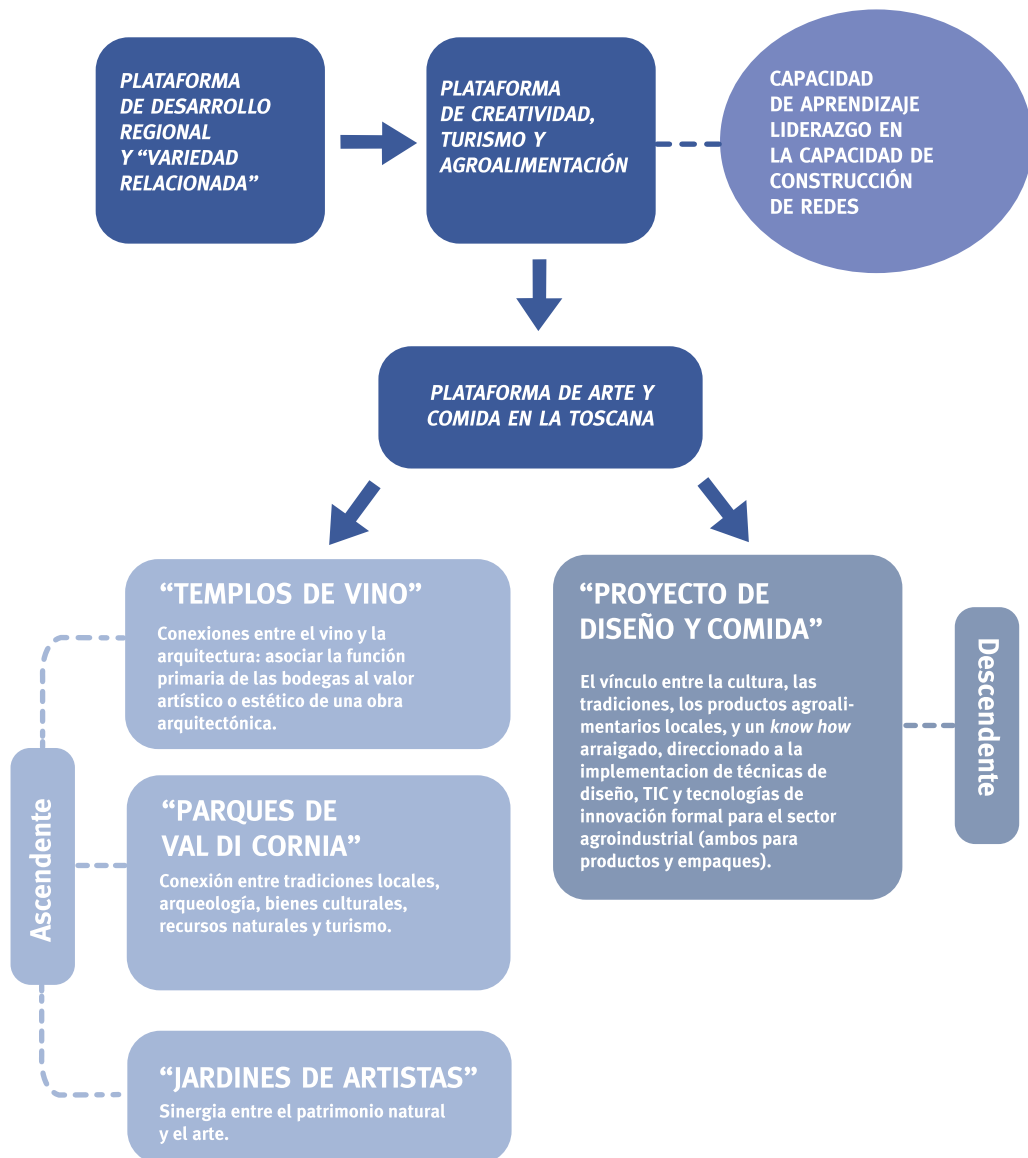 PLATAFORMA
DE DESARROLLO
REGIONAL
Y “VARIEDAD
RELACIONADA”
PLATAFORMA
DE CREATIVIDAD,
TURISMO Y
AGROALIMENTACIÓN
CAPACIDAD
DE APRENDIZAJE
LIDERAZGO EN
LA CAPACIDAD DE
CONSTRUCCIÓN
DE REDES
PLATAFORMA DE ARTE Y
COMIDA EN LA TOSCANA
“TEMPLOS DE VINO”
Conexiones entre el vino y la
arquitectura: asociar la función
primaria de las bodegas al valor
artístico o estético de una obra
arquitectónica.
“PROYECTO DE
DISEÑO Y COMIDA”
El vínculo entre la cultura, las
tradiciones, los productos agroali-
mentarios locales, y un know how
arraigado, direccionado a la
implementacion de técnicas de
diseño, TIC y tecnologías de
innovación formal para el sector
agroindustrial (ambos para
productos y empaques).
Descendente
Ascendente
“PARQUES DE
VAL DI CORNIA”
Conexión entre tradiciones locales,
arqueología, bienes culturales,
recursos naturales y turismo.
“JARDINES DE ARTISTAS”
Sinergia entre el patrimonio natural
y el arte.